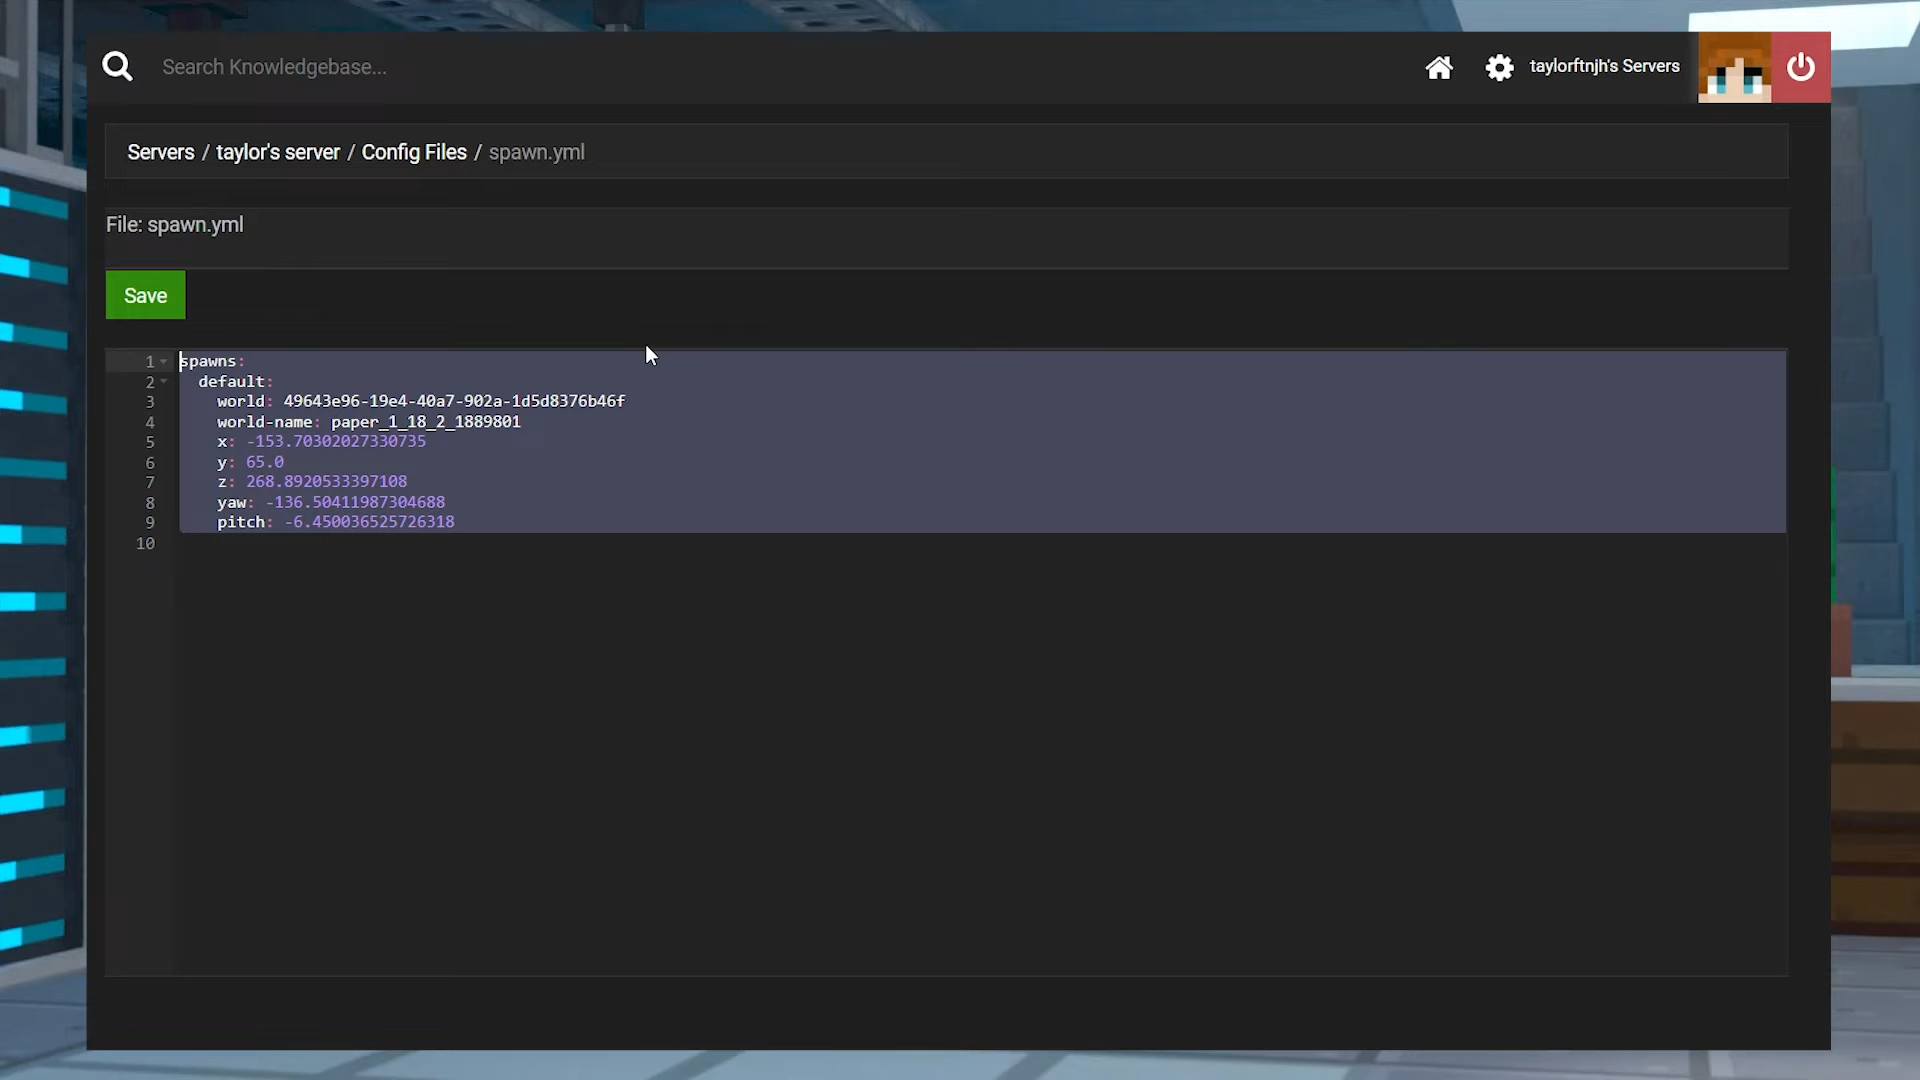 Search Knowledgebase...
taylorftnjh's Servers
Servers / taylor's server / Config Files / spawn.yml
File: spawn.yml
Save
1 spawns:
2 default:
3 world: 49643e96-19e4-40a7-902a-1d5d8376b46f
4 world-name: paper_1_18_2_1889801
5 x: -153.70302027330735
6 y: 65.0
7 z: 268.8920533397108
8 yaw: -136.50411987304688
9 pitch: -6.450036525726318
10